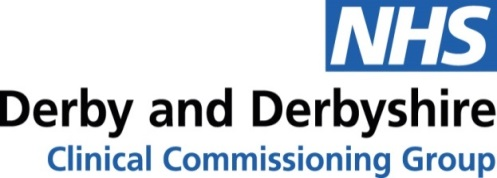 NHS
Derby and Derbyshire
Clinical Commissioning Group